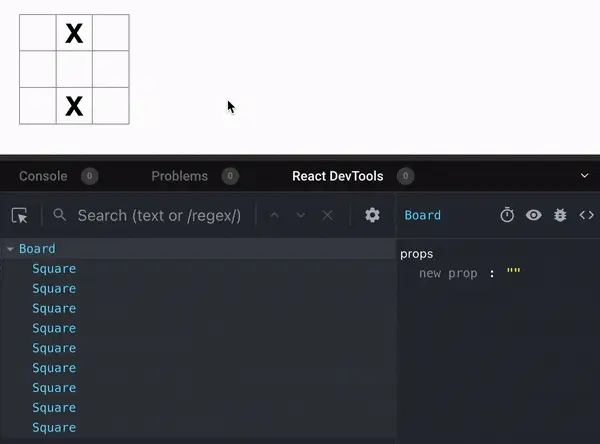 X
X
Console 0 Problems 0 React DevTools 0
Search (text or /regex/) Board <>
Board
Square
Square
Square
Square
Square
Square
Square
Square
Square
props
new prop : ""